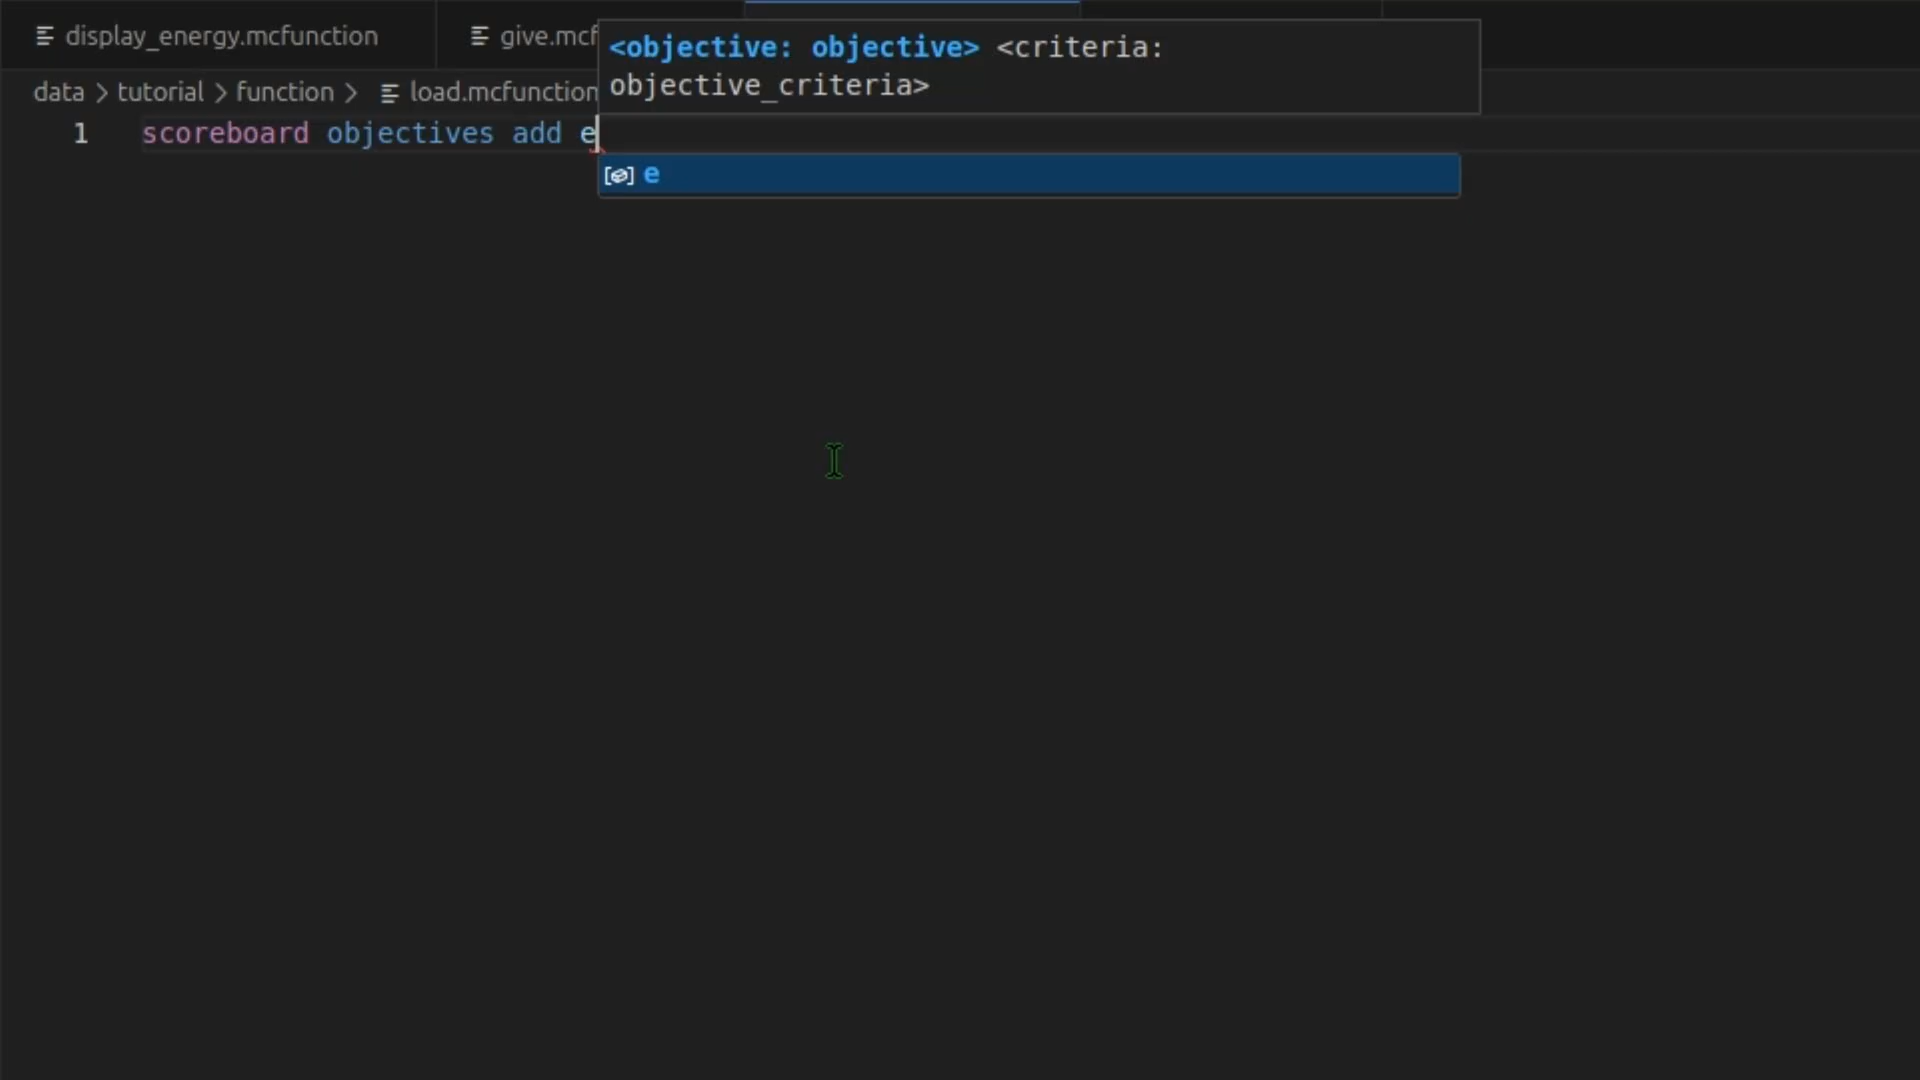 display_energy.mcfunction
give.mcf
<objective: objective> <criteria:
objective_criteria>
data > tutorial > function > load.mcfunction
1 scoreboard objectives add e
e